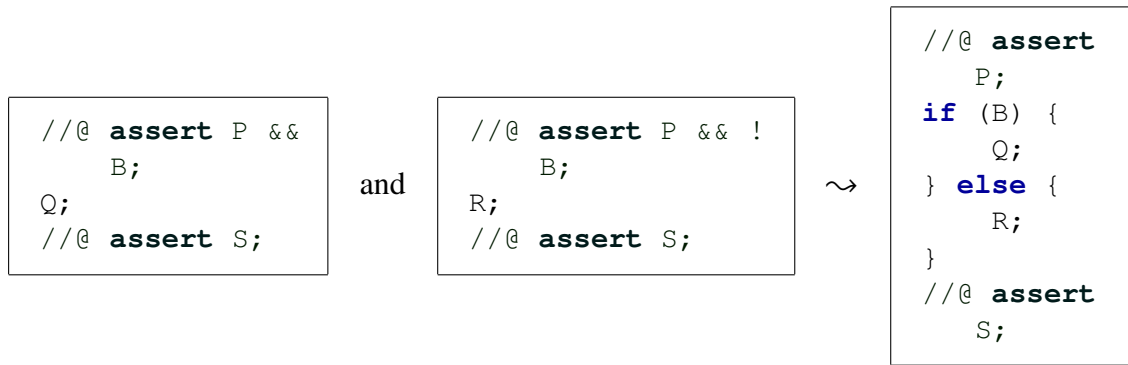 //@ assert P &&
B;
Q;
//@ assert S;
and
//@ assert P && !
B;
R;
//@ assert S;
⤳
//@ assert
P;
if (B) {
Q;
} else {
R;
}
//@ assert
S;